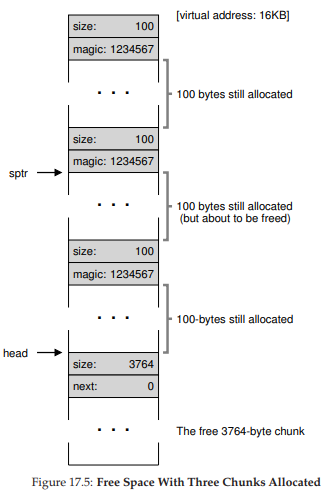 [virtual address: 16KB]
size: 100
magic: 1234567
. . .
100 bytes still allocated
size: 100
magic: 1234567
sptr
. . .
100 bytes still allocated
(but about to be freed)
size: 100
magic: 1234567
. . .
100-bytes still allocated
head
size: 3764
next: 0
. . .
The free 3764-byte chunk
Figure 17.5: Free Space With Three Chunks Allocated